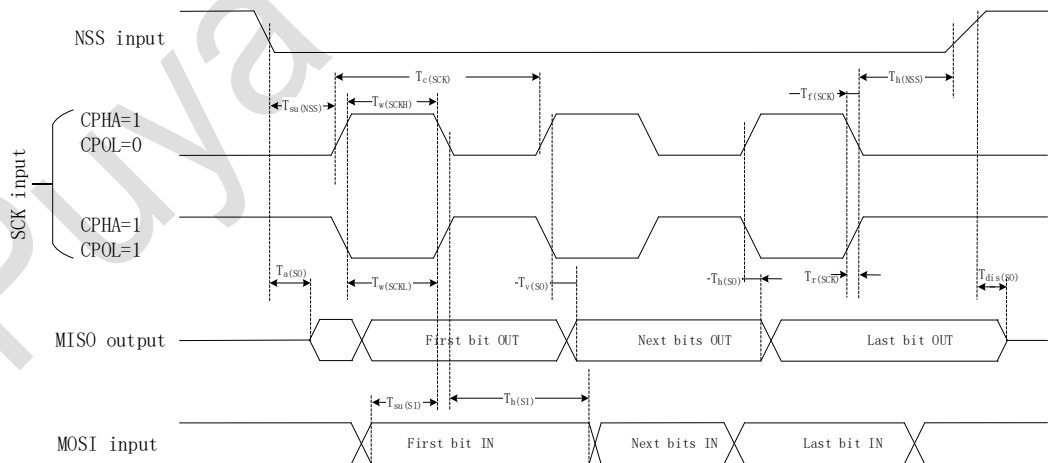 NSS input
Tc(SCK)
Th(NSS)
Tsu(NSS)
Tw(SCKH)
Tf(SCK)
CPHA=1
CPOL=0
SCK input
CPHA=1
CPOL=1
Ta(SO)
Tw(SCKL)
Tv(SO)
Th(SO)
Tr(SCK)
Tdis(SO)
MISO output
First bit OUT
Next bits OUT
Last bit OUT
Tsu(SI)
Th(SI)
MOSI input
First bit IN
Next bits IN
Last bit IN
Puya